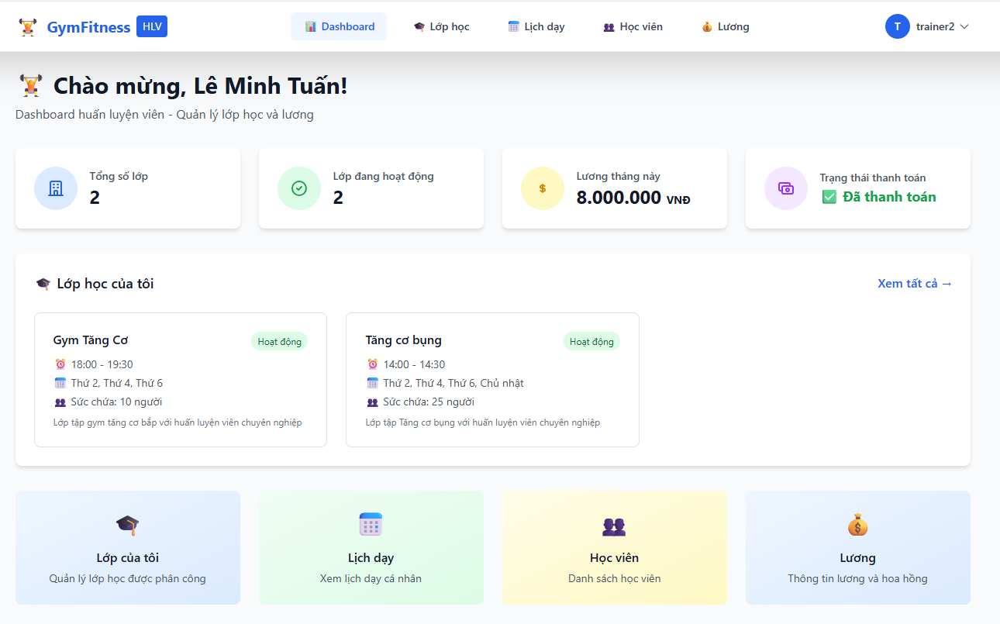 GymFitness HLV Dashboard Lớp học Lịch dạy Học viên Lương T trainer2
Chào mừng, Lê Minh Tuấn!
Dashboard huấn luyện viên - Quản lý lớp học và lương
Tổng số lớp
2
Lớp đang hoạt động
2
Lương tháng này
8.000.000 VNĐ
Trạng thái thanh toán
Đã thanh toán
Lớp học của tôi
Xem tất cả →
Gym Tăng Cơ
Hoạt động
18:00 - 19:30
Thứ 2, Thứ 4, Thứ 6
Sức chứa: 10 người
Lớp tập gym tăng cơ bắp với huấn luyện viên chuyên nghiệp
Tăng cơ bụng
Hoạt động
14:00 - 14:30
Thứ 2, Thứ 4, Thứ 6, Chủ nhật
Sức chứa: 25 người
Lớp tập Tăng cơ bụng với huấn luyện viên chuyên nghiệp
Lớp của tôi
Quản lý lớp học được phân công
Lịch dạy
Xem lịch dạy cá nhân
Học viên
Danh sách học viên
Lương
Thông tin lương và hoa hồng